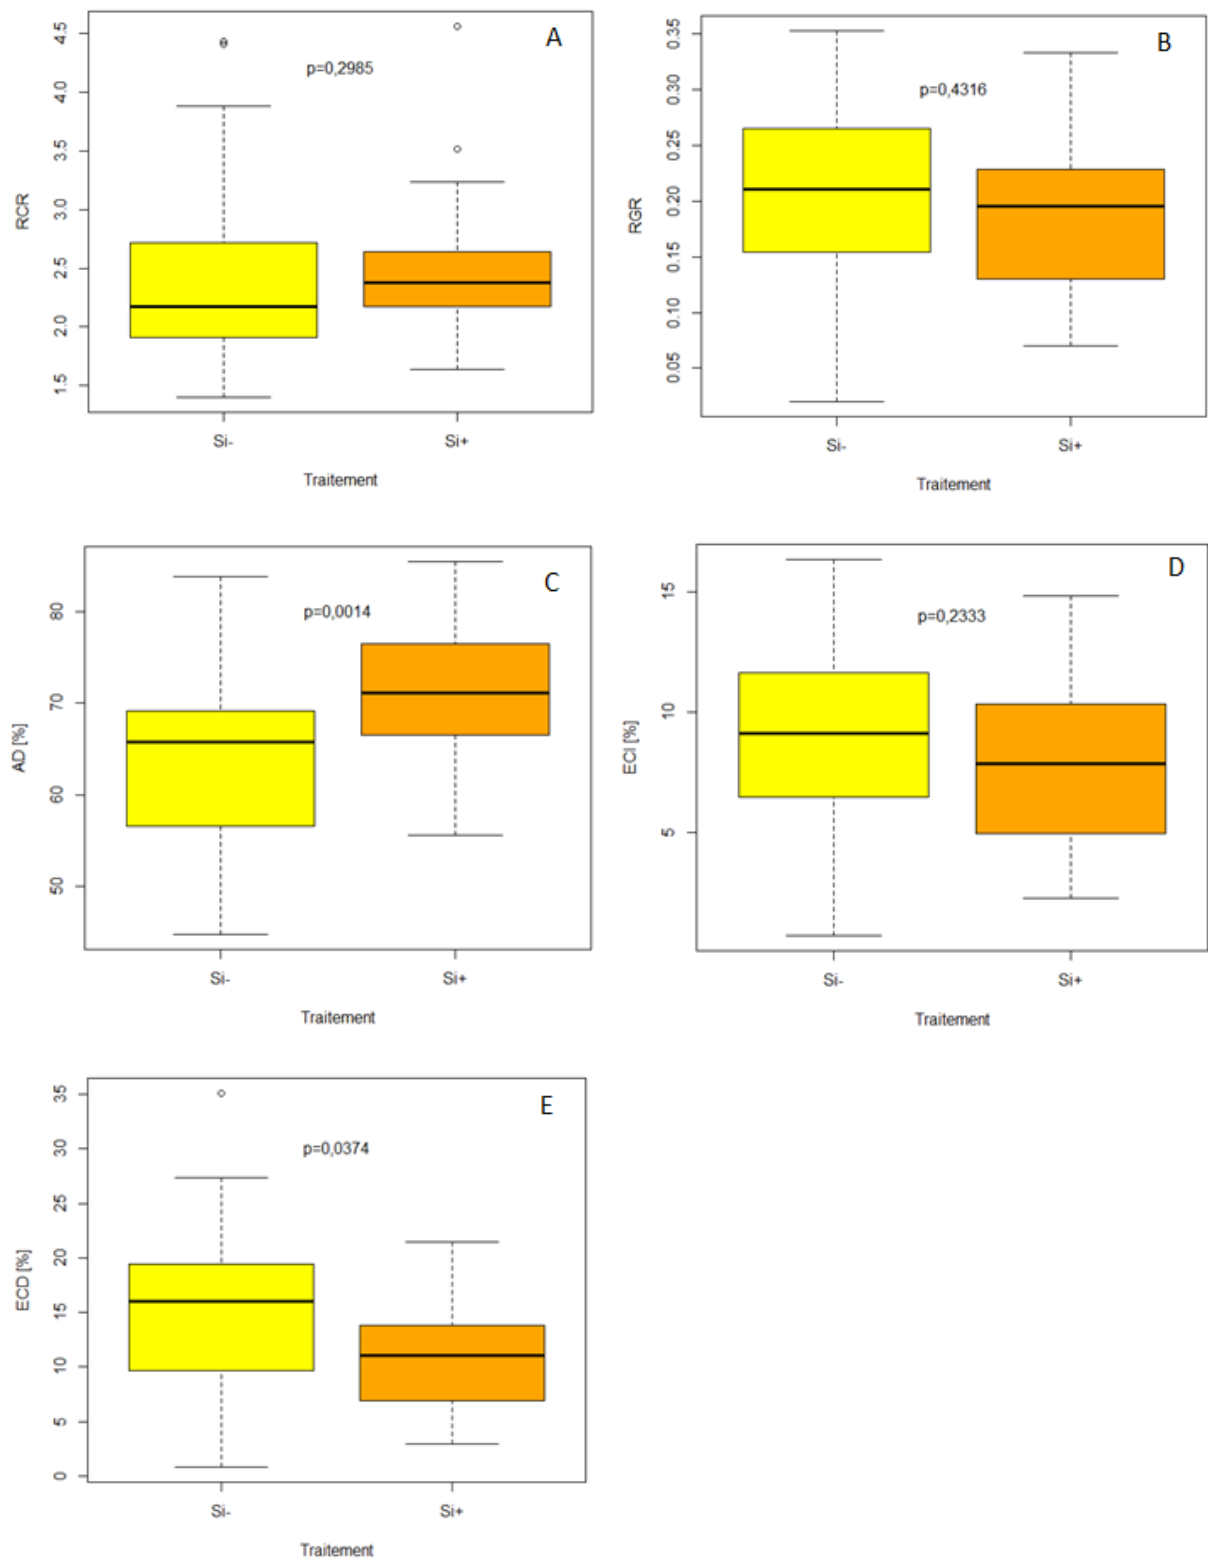 A
p=0,2985
RCR
4.5
4.0
3.5
3.0
2.5
2.0
1.5
Si-
Si+
Traitement
B
p=0,4316
RGR
0.35
0.30
0.25
0.20
0.15
0.10
0.05
Si-
Si+
Traitement
C
p=0,0014
AD [%]
80
70
60
50
Si-
Si+
Traitement
D
p=0,2333
ECI [%]
15
10
5
Si-
Si+
Traitement
E
p=0,0374
ECD [%]
35
30
25
20
15
10
5
0
Si-
Si+
Traitement